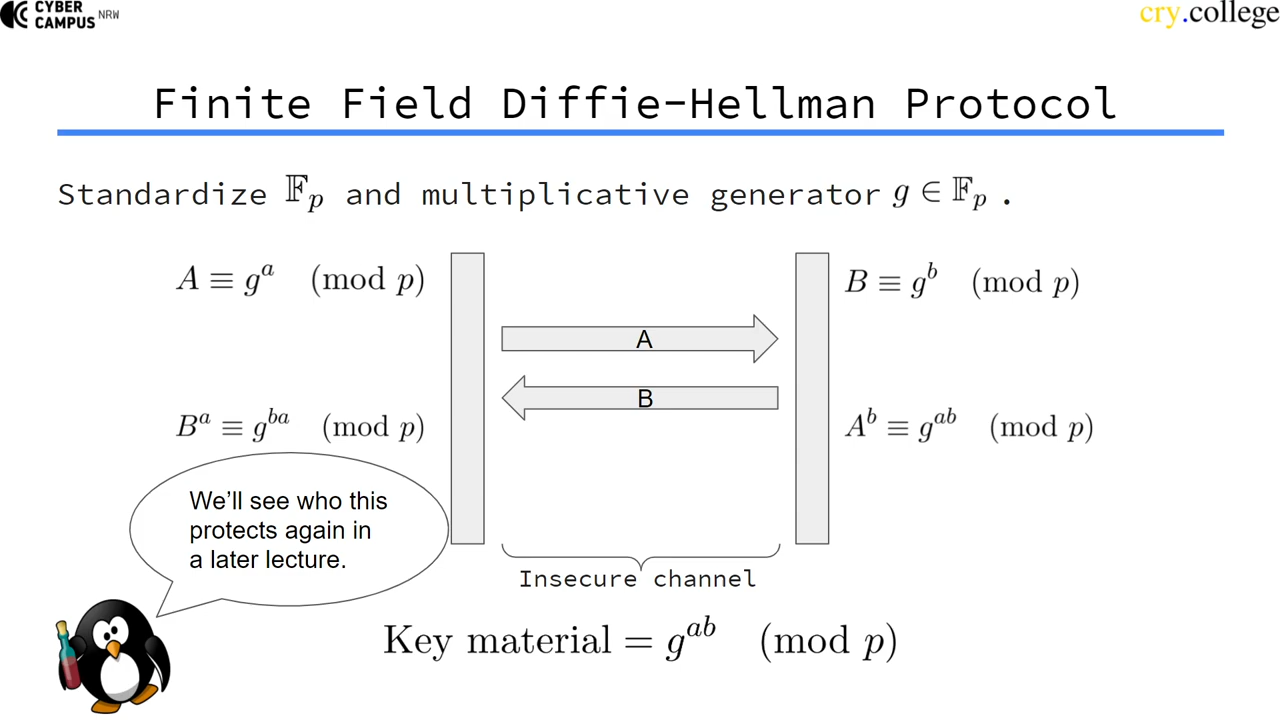 CYBER
CAMPUS NRW
cry.college
Finite Field Diffie-Hellman Protocol
Standardize 𝔽ₚ and multiplicative generator g ∈ 𝔽ₚ .
A ≡ gᵃ (mod p)
B ≡ gᵇ (mod p)
A
B
Bᵃ ≡ gᵇᵃ (mod p)
Aᵇ ≡ gᵃᵇ (mod p)
We'll see who this
protects again in
a later lecture.
Insecure channel
Key material = gᵃᵇ (mod p)